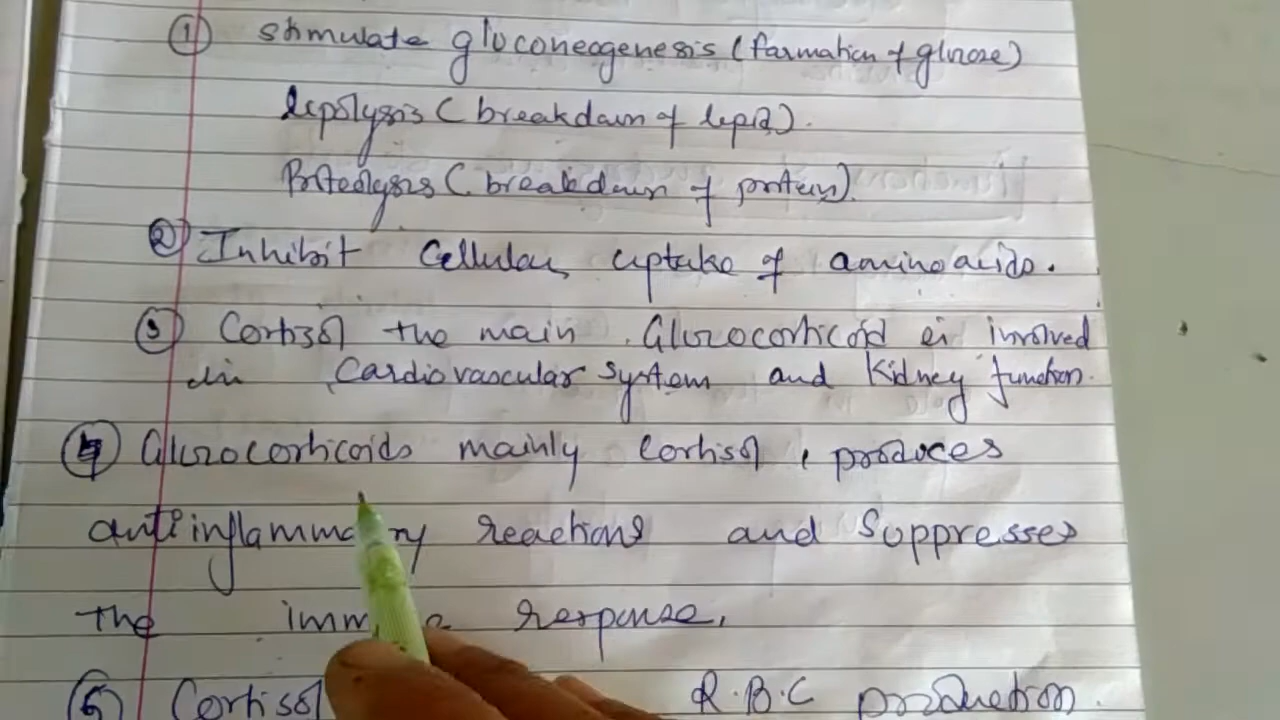 ① stimulate gluconeogenesis (formation of glucose)
lipolysis (breakdown of lipid).
Proteolysis (breakdown of protein).
② Inhibit Cellular uptake of aminoacids.
③ Cortisol the main Glucocorticoid is involved
in Cardiovascular System and Kidney function.
④ Glucocorticoids mainly Cortisol, produces
anti inflammatory reactions and Suppresses
the response.
⑤ Cortisol R.B.C production.